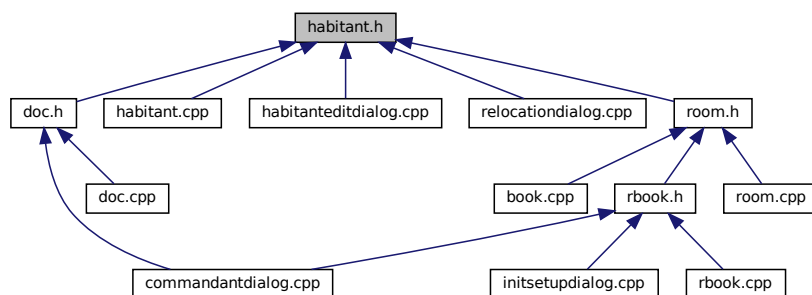 habitant.h
doc.h
habitant.cpp
habitanteditdialog.cpp
relocationdialog.cpp
room.h
doc.cpp
book.cpp
rbook.h
room.cpp
commandantdialog.cpp
initsetupdialog.cpp
rbook.cpp